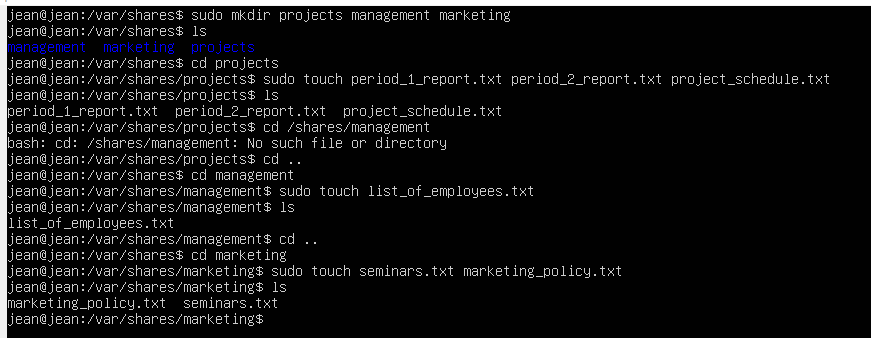 jean@jean:/var/shares$ sudo mkdir projects management marketing
jean@jean:/var/shares$ ls
management  marketing  projects
jean@jean:/var/shares$ cd projects
jean@jean:/var/shares/projects$ sudo touch period_1_report.txt period_2_report.txt project_schedule.txt
jean@jean:/var/shares/projects$ ls
period_1_report.txt  period_2_report.txt  project_schedule.txt
jean@jean:/var/shares/projects$ cd /shares/management
bash: cd: /shares/management: No such file or directory
jean@jean:/var/shares/projects$ cd ..
jean@jean:/var/shares$ cd management
jean@jean:/var/shares/management$ sudo touch list_of_employees.txt
jean@jean:/var/shares/management$ ls
list_of_employees.txt
jean@jean:/var/shares/management$ cd ..
jean@jean:/var/shares$ cd marketing
jean@jean:/var/shares/marketing$ sudo touch seminars.txt marketing_policy.txt
jean@jean:/var/shares/marketing$ ls
marketing_policy.txt  seminars.txt
jean@jean:/var/shares/marketing$